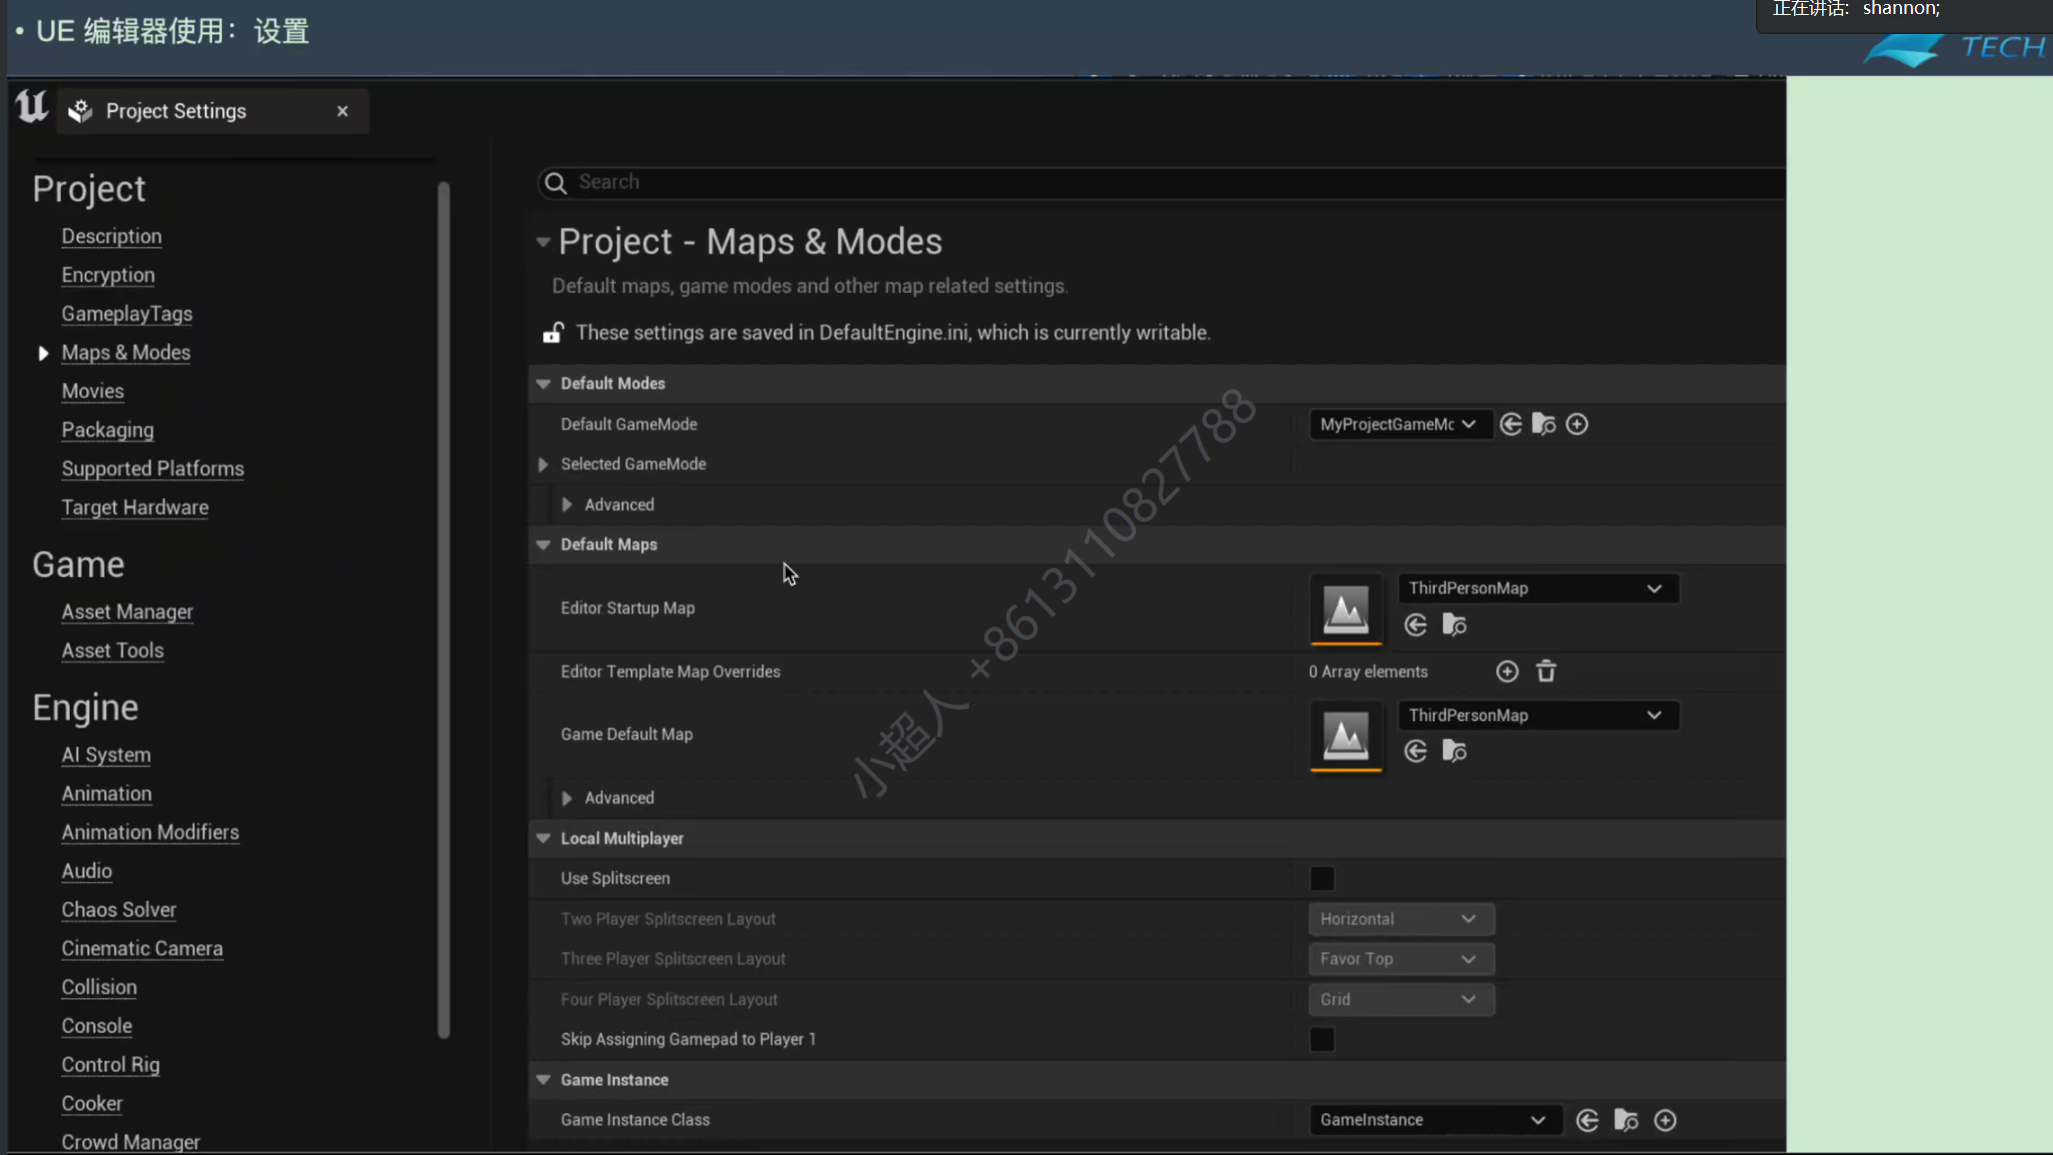 • UE 编辑器使用：设置
正在讲话: shannon;
TECH
Project Settings
Project
Description
Encryption
GameplayTags
Maps & Modes
Movies
Packaging
Supported Platforms
Target Hardware
Game
Asset Manager
Asset Tools
Engine
AI System
Animation
Animation Modifiers
Audio
Chaos Solver
Cinematic Camera
Collision
Console
Control Rig
Cooker
Crowd Manager
Search
Project - Maps & Modes
Default maps, game modes and other map related settings.
These settings are saved in DefaultEngine.ini, which is currently writable.
Default Modes
Default GameMode MyProjectGameMc
Selected GameMode
Advanced
Default Maps
Editor Startup Map ThirdPersonMap
Editor Template Map Overrides 0 Array elements
Game Default Map ThirdPersonMap
Advanced
Local Multiplayer
Use Splitscreen
Two Player Splitscreen Layout Horizontal
Three Player Splitscreen Layout Favor Top
Four Player Splitscreen Layout Grid
Skip Assigning Gamepad to Player 1
Game Instance
Game Instance Class GameInstance
小超人 +8613110827788